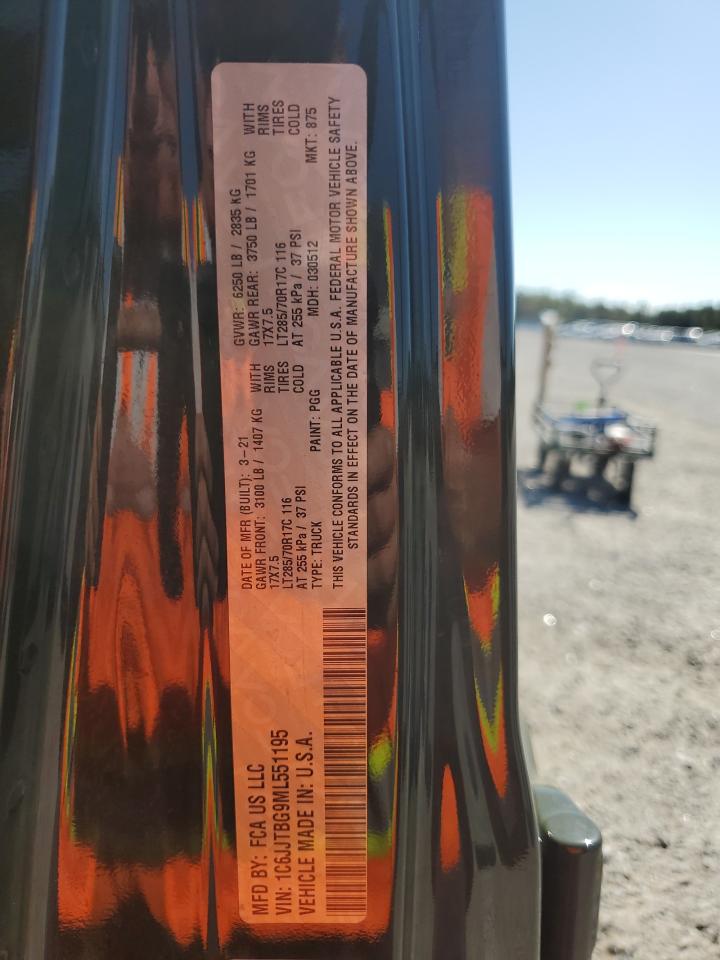 MFD BY: FCA US LLC
VIN: 1C6JJTBG9ML551195
VEHICLE MADE IN: U.S.A.
DATE OF MFR (BUILT): 3-21
GVWR: 6250 LB / 2835 KG
GAWR FRONT: 3100 LB / 1407 KG WITH
GAWR REAR: 3750 LB / 1701 KG WITH
17X7.5 RIMS
17X7.5 RIMS
LT285/70R17C 116 TIRES
LT285/70R17C 116 TIRES
AT 255 kPa / 37 PSI COLD
AT 255 kPa / 37 PSI COLD
TYPE: TRUCK PAINT: PGG MDH: 030512 MKT: 875
THIS VEHICLE CONFORMS TO ALL APPLICABLE U.S.A. FEDERAL MOTOR VEHICLE SAFETY
STANDARDS IN EFFECT ON THE DATE OF MANUFACTURE SHOWN ABOVE.